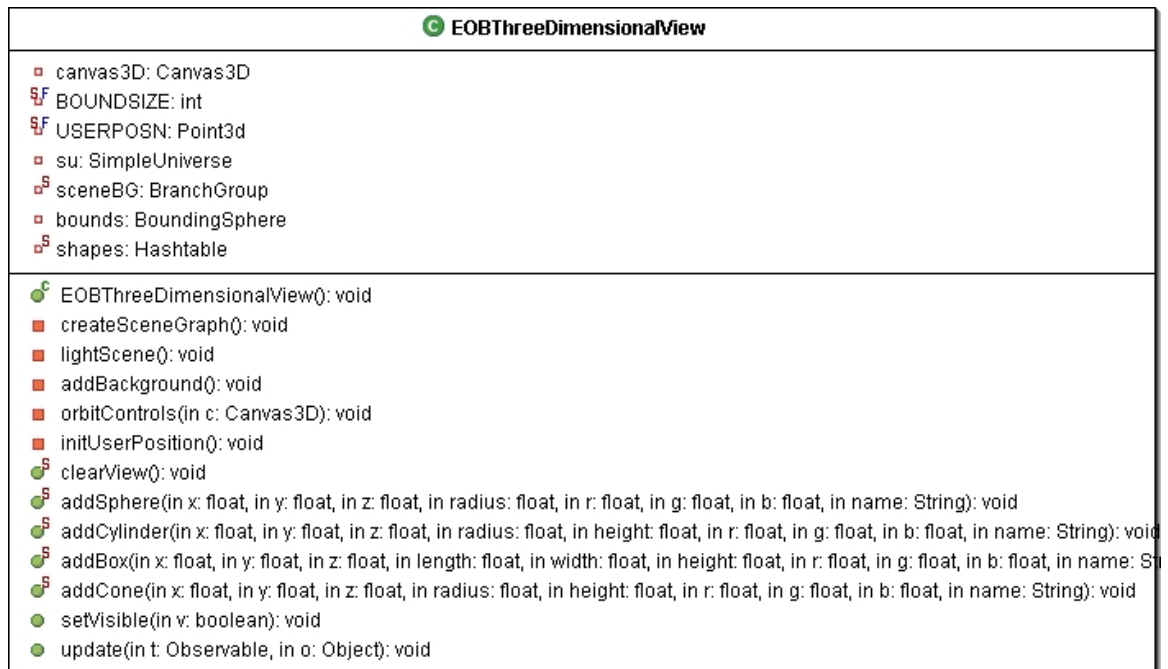 C EOBThreeDimensionalView
canvas3D: Canvas3D
S F BOUNDSIZE: int
S F USERPOSN: Point3d
su: SimpleUniverse
S sceneBG: BranchGroup
bounds: BoundingSphere
S shapes: Hashtable
C EOBThreeDimensionalView(): void
createSceneGraph(): void
lightScene(): void
addBackground(): void
orbitControls(in c: Canvas3D): void
initUserPosition(): void
S clearView(): void
S addSphere(in x: float, in y: float, in z: float, in radius: float, in r: float, in g: float, in b: float, in name: String): void
S addCylinder(in x: float, in y: float, in z: float, in radius: float, in height: float, in r: float, in g: float, in b: float, in name: String): void
S addBox(in x: float, in y: float, in z: float, in length: float, in width: float, in height: float, in r: float, in g: float, in b: float, in name: St
S addCone(in x: float, in y: float, in z: float, in radius: float, in height: float, in r: float, in g: float, in b: float, in name: String): void
setVisible(in v: boolean): void
update(in t: Observable, in o: Object): void